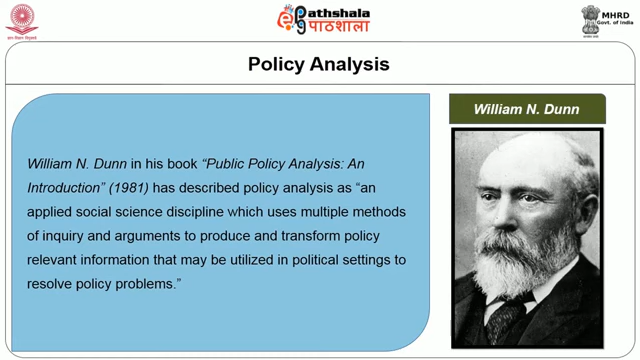 Pathshala
पाठशाला
MHRD
Govt. of India
Policy Analysis
William N. Dunn in his book “Public Policy Analysis: An
Introduction” (1981) has described policy analysis as “an
applied social science discipline which uses multiple methods
of inquiry and arguments to produce and transform policy
relevant information that may be utilized in political settings to
resolve policy problems.”
William N. Dunn